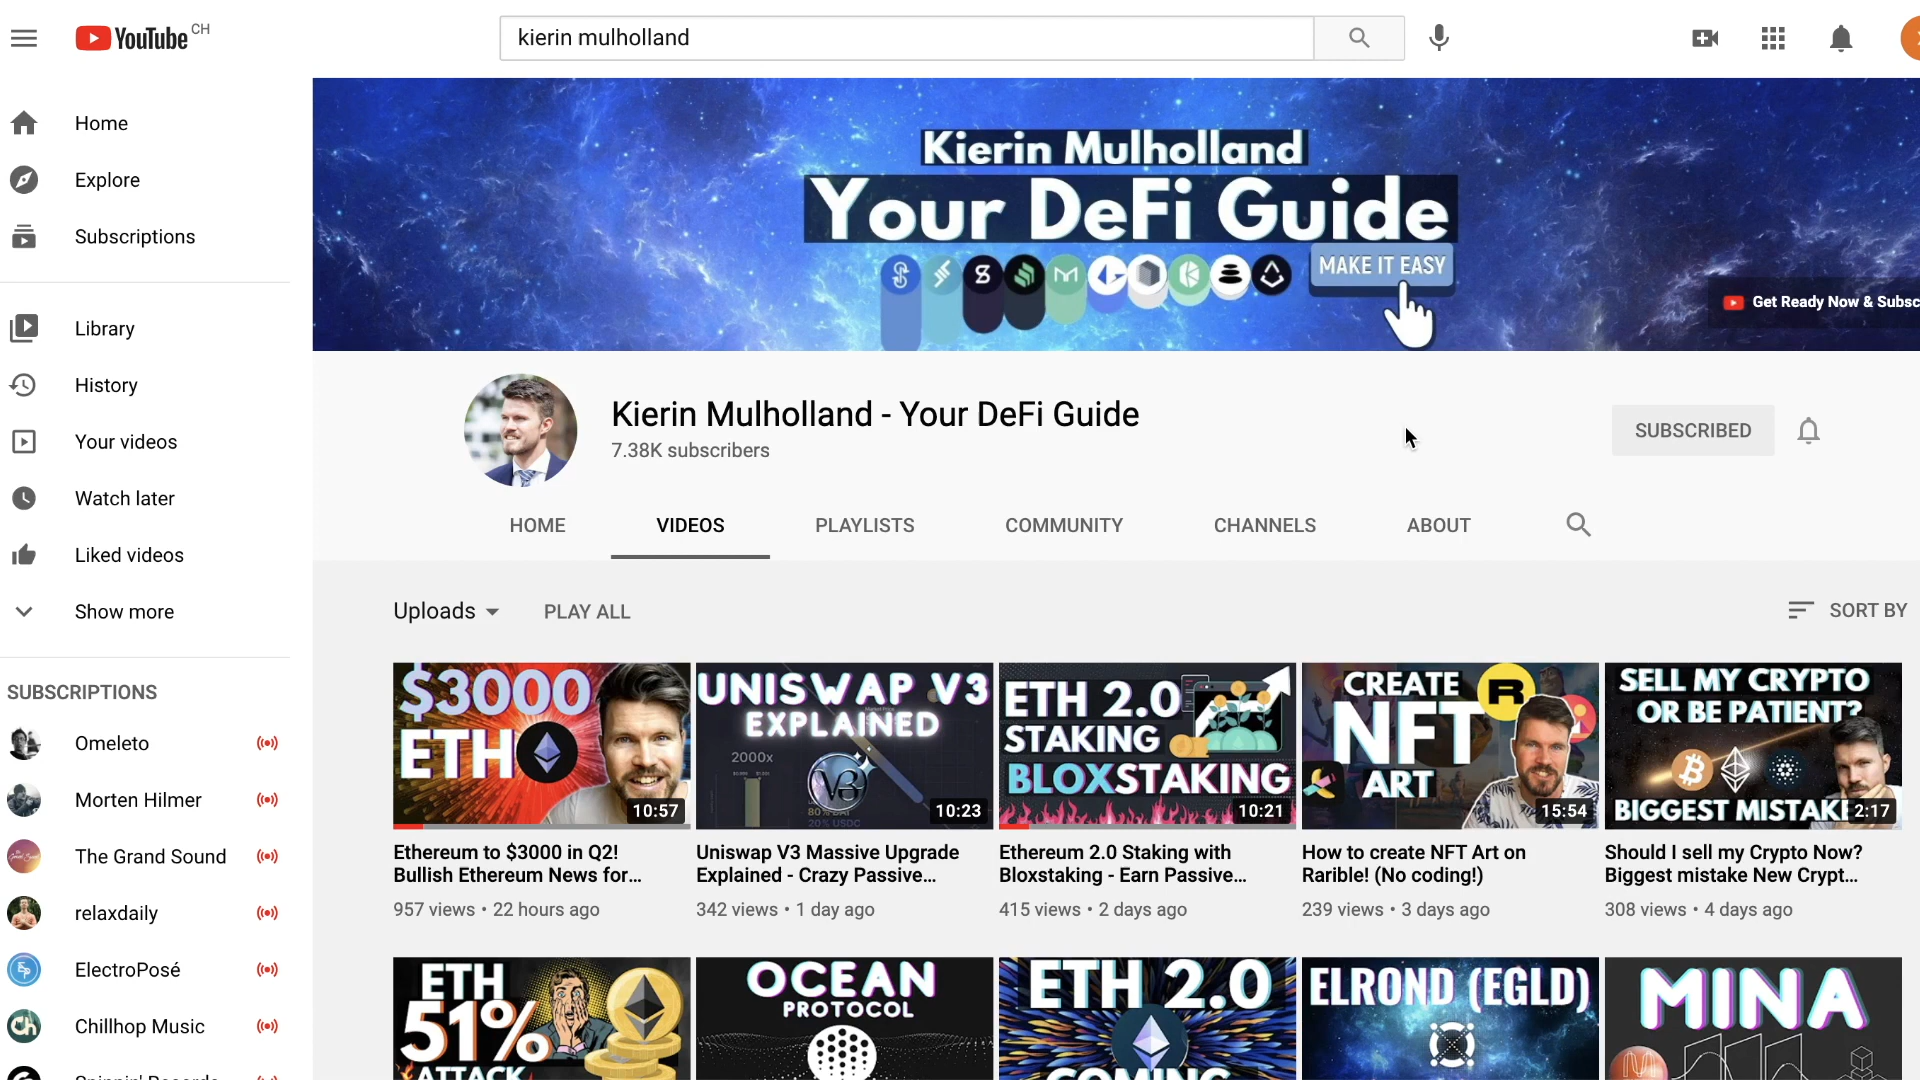 YouTube CH
kierin mulholland
Home
Explore
Subscriptions
Library
History
Your videos
Watch later
Liked videos
Show more
SUBSCRIPTIONS
Omeleto
Morten Hilmer
The Grand Sound
relaxdaily
ElectroPosé
Chillhop Music
Kierin Mulholland
Your DeFi Guide
MAKE IT EASY
Get Ready Now & Subsc
Kierin Mulholland - Your DeFi Guide
7.38K subscribers
SUBSCRIBED
HOME
VIDEOS
PLAYLISTS
COMMUNITY
CHANNELS
ABOUT
Uploads
PLAY ALL
SORT BY
$3000
ETH
10:57
Ethereum to $3000 in Q2!
Bullish Ethereum News for...
957 views • 22 hours ago
UNISWAP V3
EXPLAINED
2000x
V3
10:23
Uniswap V3 Massive Upgrade
Explained - Crazy Passive...
342 views • 1 day ago
ETH 2.0
STAKING
BLOXSTAKING
10:21
Ethereum 2.0 Staking with
Bloxstaking - Earn Passive...
415 views • 2 days ago
CREATE
NFT
ART
R
15:54
How to create NFT Art on
Rarible! (No coding!)
239 views • 3 days ago
SELL MY CRYPTO
OR BE PATIENT?
BIGGEST MISTAKE
2:17
Should I sell my Crypto Now?
Biggest mistake New Crypt...
308 views • 4 days ago
ETH
51%
ATTACK
OCEAN
PROTOCOL
ETH 2.0
COMING
ELROND (EGLD)
MINA